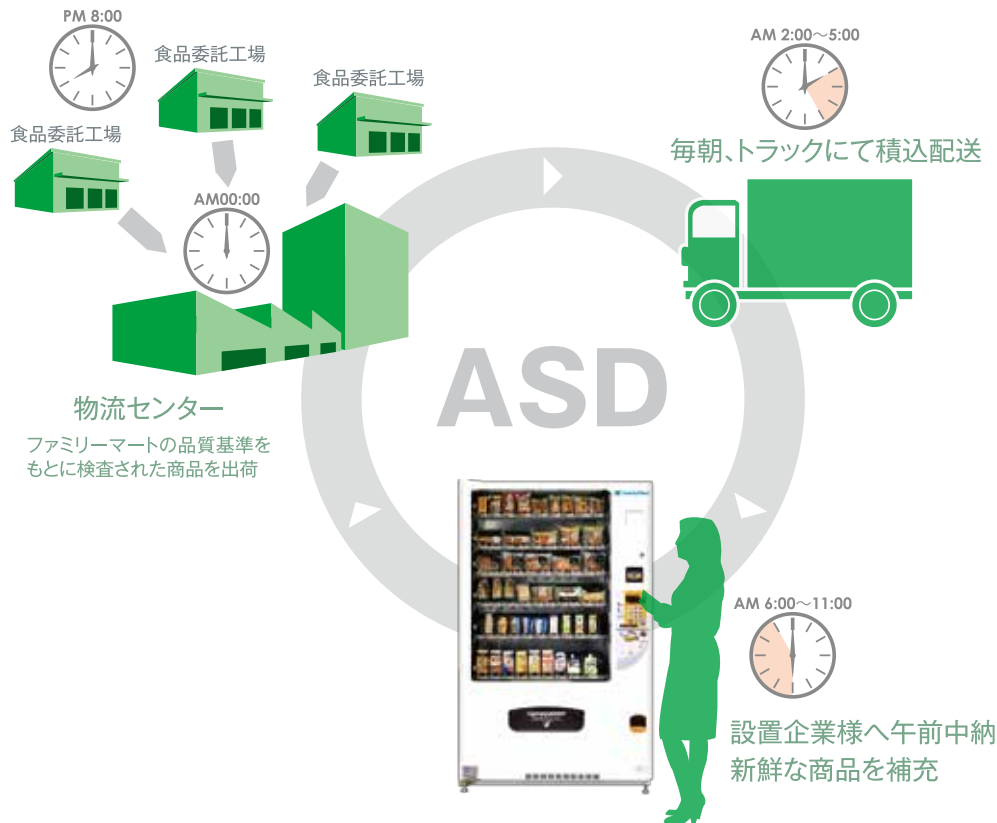 PM 8:00
食品委託工場
食品委託工場
食品委託工場
AM00:00
物流センター
ファミリーマートの品質基準を
もとに検査された商品を出荷
AM 2:00〜5:00
毎朝、トラックにて積込配送
ASD
AM 6:00〜11:00
設置企業様へ午前中納
新鮮な商品を補充